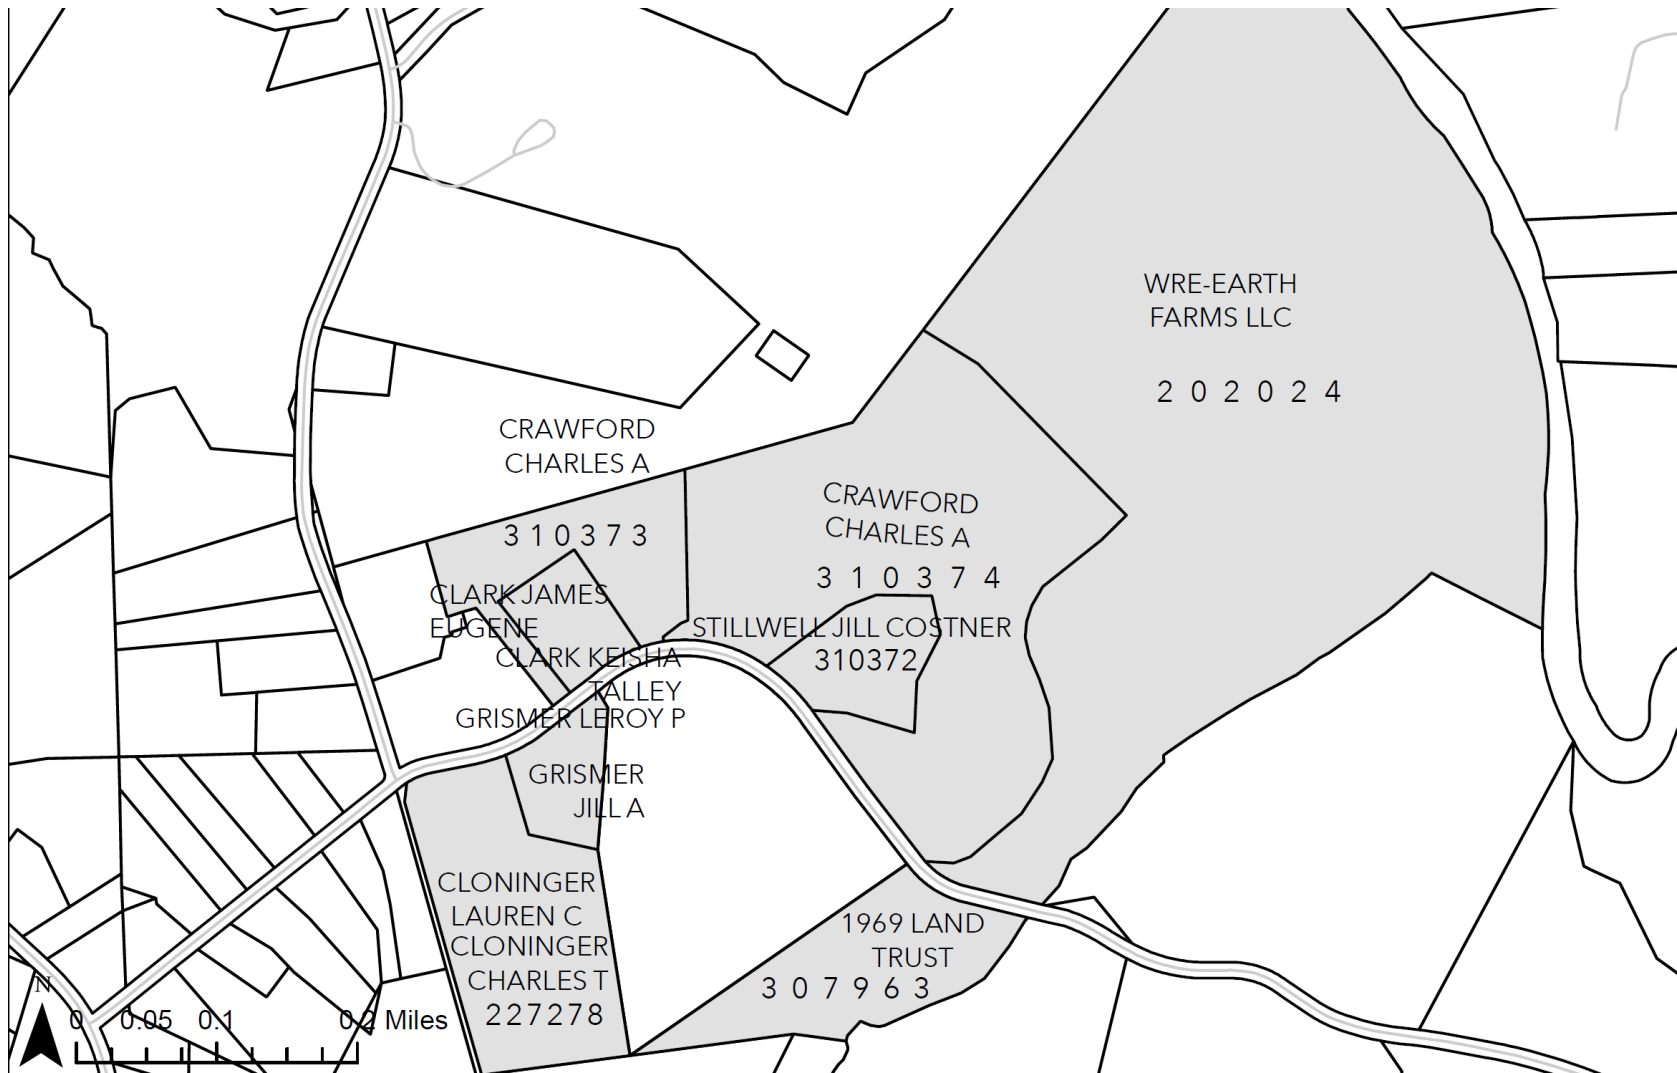 WRE-EARTH
FARMS LLC
2 0 2 0 2 4
CRAWFORD
CHARLES A
3 1 0 3 7 3
CRAWFORD
CHARLES A
3 1 0 3 7 4
CLARK JAMES
EUGENE
STILLWELL JILL COSTNER
310372
CLARK KEISHA
TALLEY
GRISMER LEROY P
GRISMER
JILL A
CLONINGER
LAUREN C
CLONINGER
CHARLES T
227278
1969 LAND
TRUST
3 0 7 9 6 3
N
0 0.05 0.1 0.2 Miles